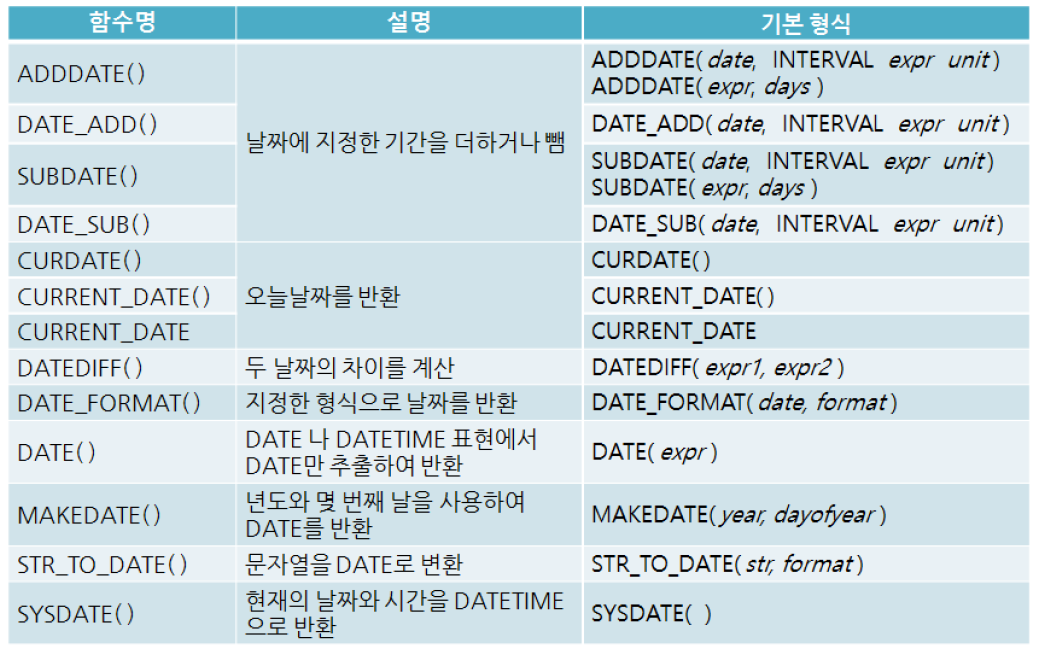 함수명 설명 기본 형식
ADDDATE() 날짜에 지정한 기간을 더하거나 뺌 ADDDATE( date, INTERVAL expr unit )
ADDDATE( expr, days )
DATE_ADD() DATE_ADD( date, INTERVAL expr unit )
SUBDATE() SUBDATE( date, INTERVAL expr unit )
SUBDATE( expr, days )
DATE_SUB() DATE_SUB( date, INTERVAL expr unit )
CURDATE() 오늘날짜를 반환 CURDATE( )
CURRENT_DATE() CURRENT_DATE( )
CURRENT_DATE CURRENT_DATE
DATEDIFF() 두 날짜의 차이를 계산 DATEDIFF( expr1, expr2 )
DATE_FORMAT() 지정한 형식으로 날짜를 반환 DATE_FORMAT( date, format )
DATE() DATE 나 DATETIME 표현에서 DATE( expr )
DATE만 추출하여 반환
MAKEDATE() 년도와 몇 번째 날을 사용하여 MAKEDATE( year, dayofyear )
DATE를 반환
STR_TO_DATE() 문자열을 DATE로 변환 STR_TO_DATE( str, format )
SYSDATE() 현재의 날짜와 시간을 DATETIME SYSDATE( )
으로 반환